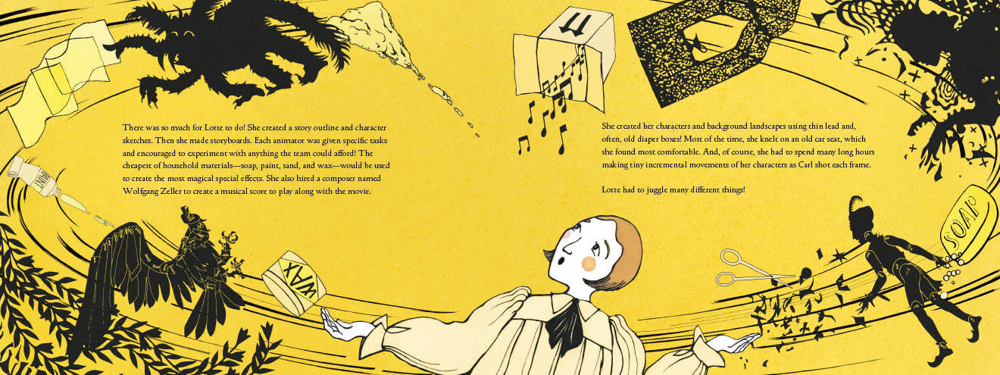 There was so much for Lotte to do! She created a story outline and character
sketches. Then she made storyboards. Each animator was given specific tasks
and encouraged to experiment with anything the team could afford! The
cheapest of household materials—soap, paint, sand, and wax—would be used
to create the most magical special effects. She also hired a composer named
Wolfgang Zeller to create a musical score to play along with the movie.
She created her characters and background landscapes using thin lead and,
often, old diaper boxes! Most of the time, she knelt on an old car seat, which
she found most comfortable. And, of course, she had to spend many long hours
making tiny incremental movements of her characters as Carl shot each frame.
Lotte had to juggle many different things!
PAINT
WAX
SOAP